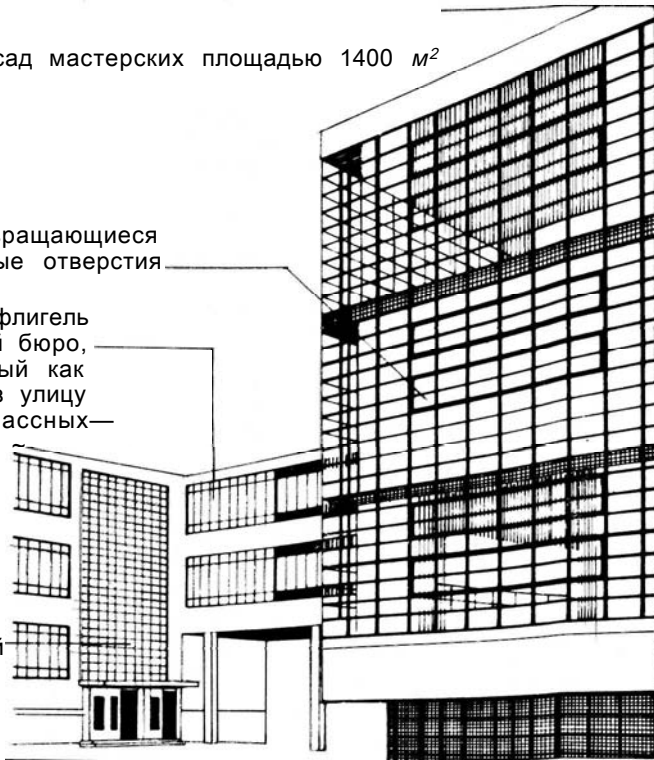 сад мастерских площадью 1400 м²
вращающиеся
ые отверстия
флигель
й бюро,
ый как
з улицу
ассных—
й